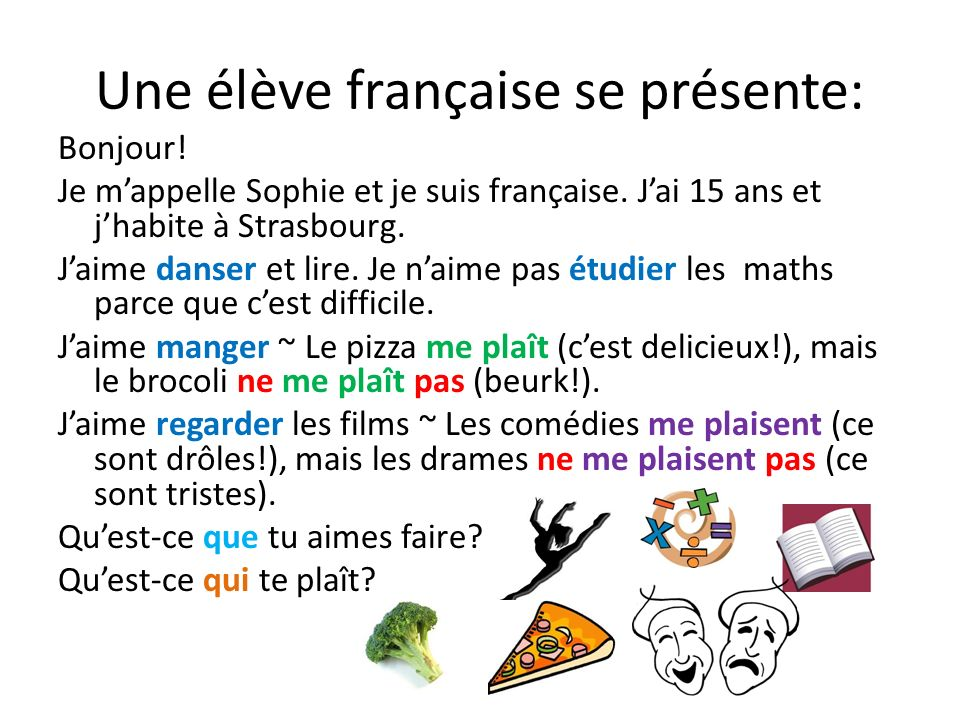 Une élève française se présente:
Bonjour!
Je m’appelle Sophie et je suis française. J’ai 15 ans et
j’habite à Strasbourg.
J’aime danser et lire. Je n’aime pas étudier les  maths
parce que c’est difficile.
J’aime manger ~ Le pizza me plaît (c’est delicieux!), mais
le brocoli ne me plaît pas (beurk!).
J’aime regarder les films ~ Les comédies me plaisent (ce
sont drôles!), mais les drames ne me plaisent pas (ce
sont tristes).
Qu’est-ce que tu aimes faire?
Qu’est-ce qui te plaît?